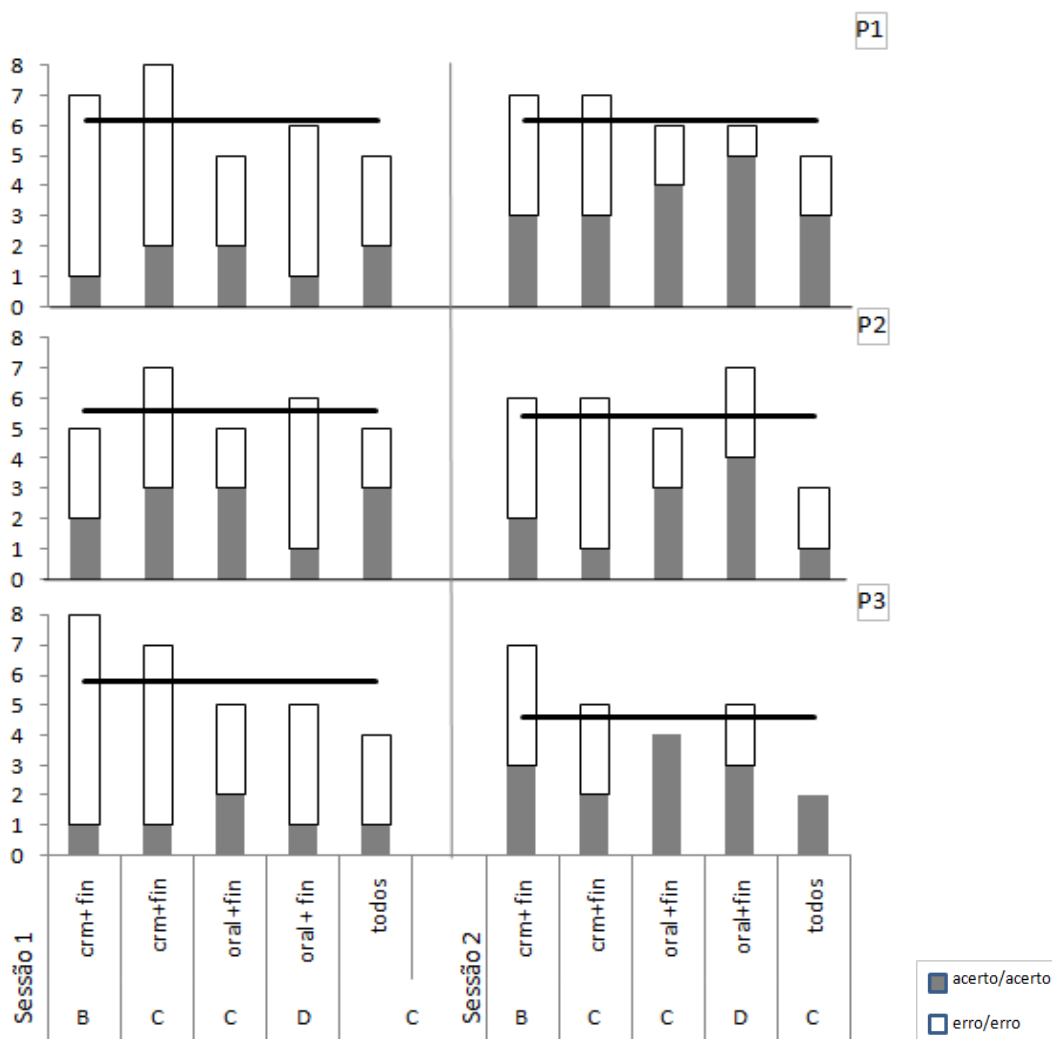 P1
8
7
6
5
4
3
2
1
0
P2
8
7
6
5
4
3
2
1
0
P3
8
7
6
5
4
3
2
1
0
Sessão 1
crm+ fin
crm+fin
oral +fin
oral+ fin
todos
Sessão 2
crm+ fin
crm+fin
oral +fin
oral+fin
todos
B C C D C B C C D C
acerto/acerto
erro/erro